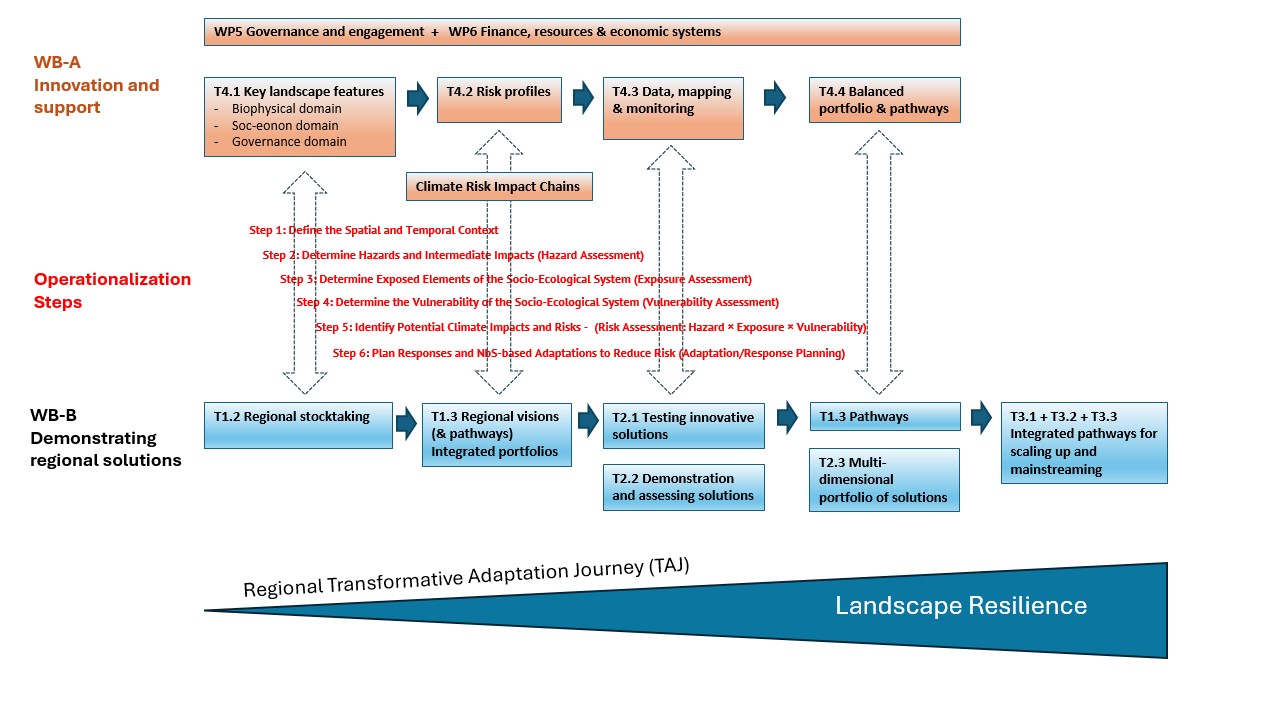 WP5 Governance and engagement + WP6 Finance, resources & economic systems
WB-A
Innovation and
support
T4.1 Key landscape features
- Biophysical domain
- Soc-eonon domain
- Governance domain
T4.2 Risk profiles
T4.3 Data, mapping
& monitoring
T4.4 Balanced
portfolio & pathways
Climate Risk Impact Chains
Operationalization
Steps
Step 1: Define the Spatial and Temporal Context
Step 2: Determine Hazards and Intermediate Impacts (Hazard Assessment)
Step 3: Determine Exposed Elements of the Socio-Ecological System (Exposure Assessment)
Step 4: Determine the Vulnerability of the Socio-Ecological System (Vulnerability Assessment)
Step 5: Identify Potential Climate Impacts and Risks - (Risk Assessment: Hazard × Exposure × Vulnerability)
Step 6: Plan Responses and NbS-based Adaptations to Reduce Risk (Adaptation/Response Planning)
WB-B
Demonstrating
regional solutions
T1.2 Regional stocktaking
T1.3 Regional visions
(& pathways)
Integrated portfolios
T2.1 Testing innovative
solutions
T2.2 Demonstration
and assessing solutions
T1.3 Pathways
T2.3 Multi-
dimensional
portfolio of solutions
T3.1 + T3.2 + T3.3
Integrated pathways for
scaling up and
mainstreaming
Regional Transformative Adaptation Journey (TAJ)
Landscape Resilience